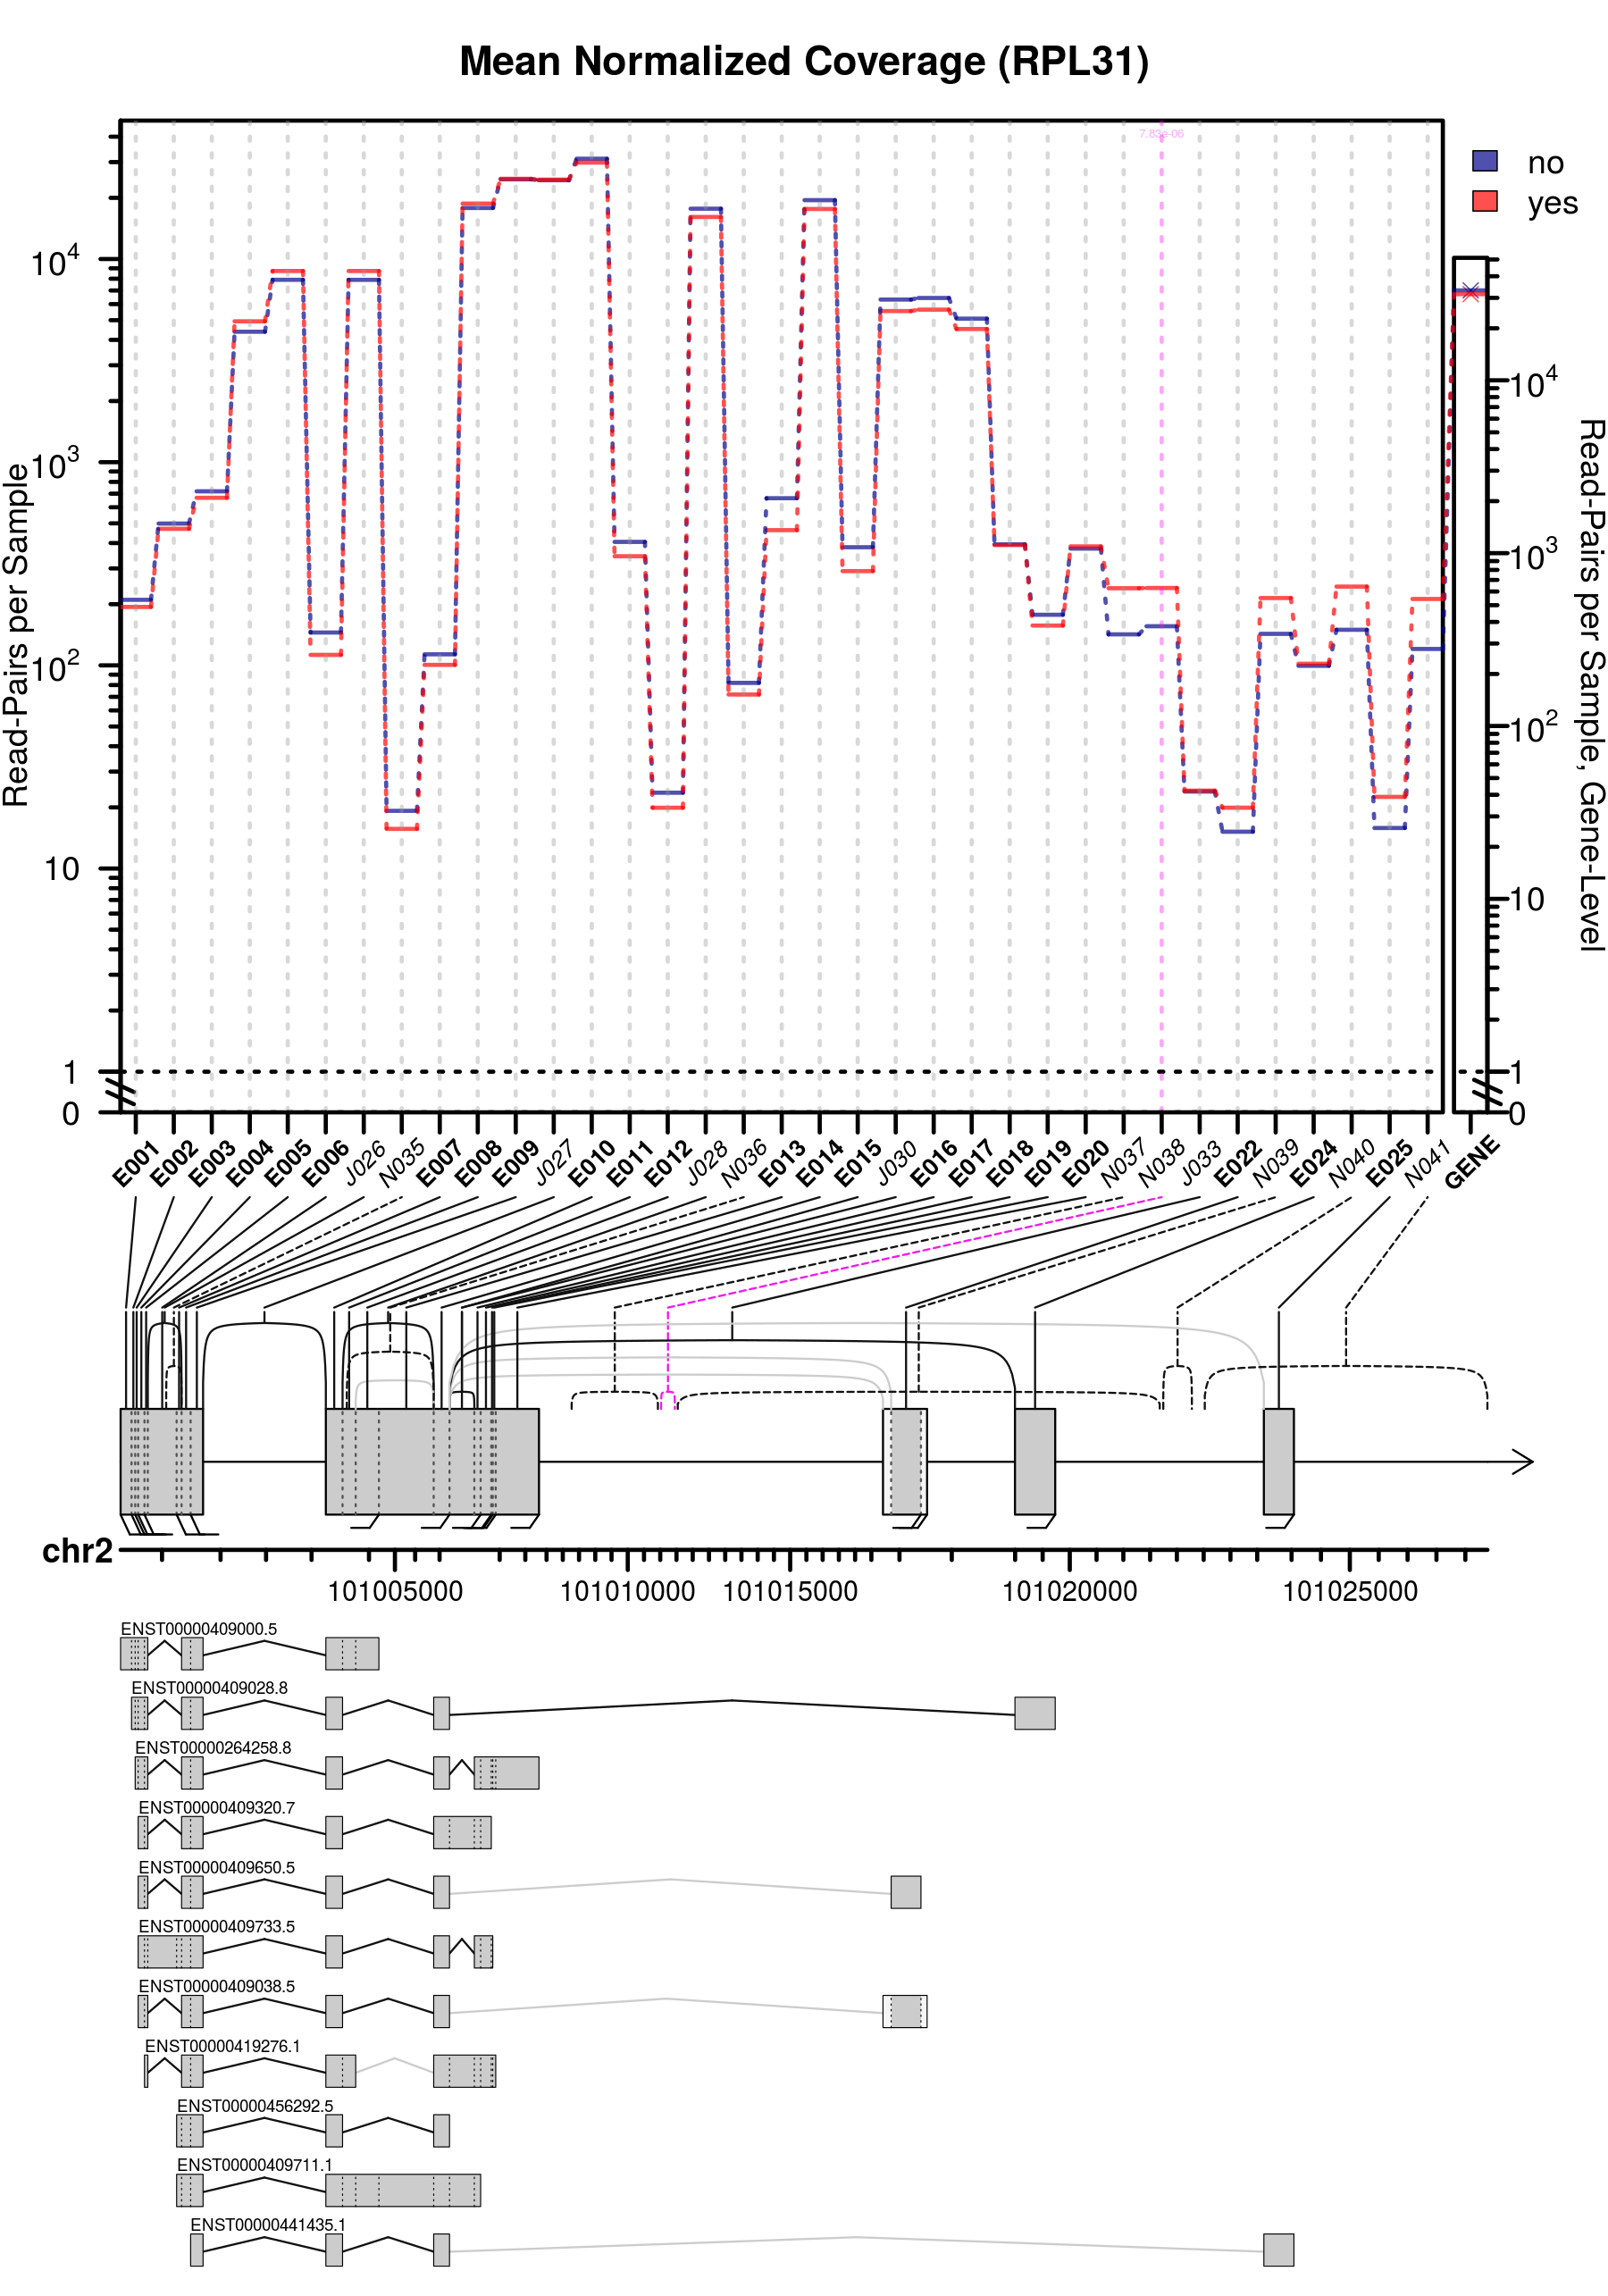 Mean Normalized Coverage (RPL31)
7.83e-06
no
yes
Read-Pairs per Sample
10^4
10^3
10^2
10
1
0
Read-Pairs per Sample, Gene-Level
10^4
10^3
10^2
10
1
0
E001 E002 E003 E004 E005 E006 J026 N035 E007 E008 E009 J027 E010 E011 E012 J028 N036 E013 E014 E015 J030 E016 E017 E018 E019 E020 N037 N038 J033 E022 N039 E024 N040 E025 N041 GENE
chr2
101005000 101010000 101015000 101020000 101025000
ENST00000409000.5
ENST00000409028.8
ENST00000264258.8
ENST00000409320.7
ENST00000409650.5
ENST00000409733.5
ENST00000409038.5
ENST00000419276.1
ENST00000456292.5
ENST00000409711.1
ENST00000441435.1